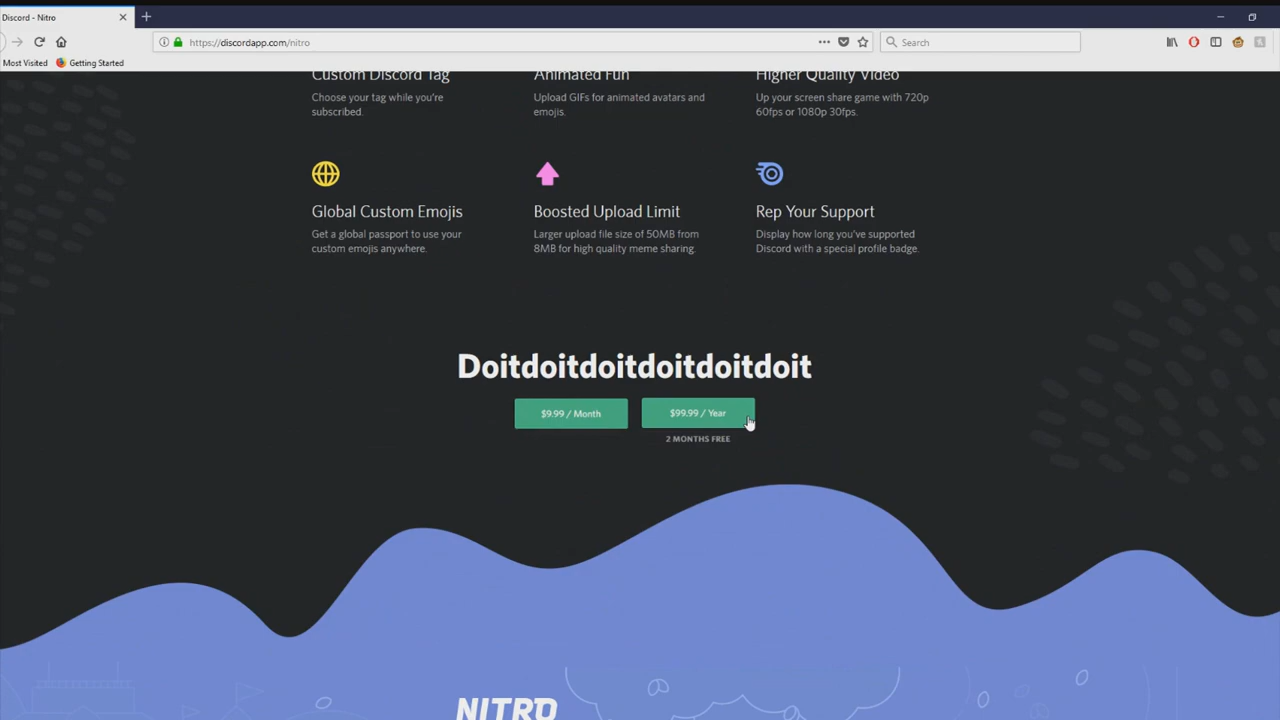 Discord - Nitro
https://discordapp.com/nitro
Search
Most Visited
Getting Started
Custom Discord Tag
Choose your tag while you're
subscribed.
Animated Fun
Upload GIFs for animated avatars and
emojis.
Higher Quality Video
Up your screen share game with 720p
60fps or 1080p 30fps.
Global Custom Emojis
Get a global passport to use your
custom emojis anywhere.
Boosted Upload Limit
Larger upload file size of 50MB from
8MB for high quality meme sharing.
Rep Your Support
Display how long you've supported
Discord with a special profile badge.
Doitdoitdoitdoitdoitdoit
$9.99 / Month
$99.99 / Year
2 MONTHS FREE
NITRO